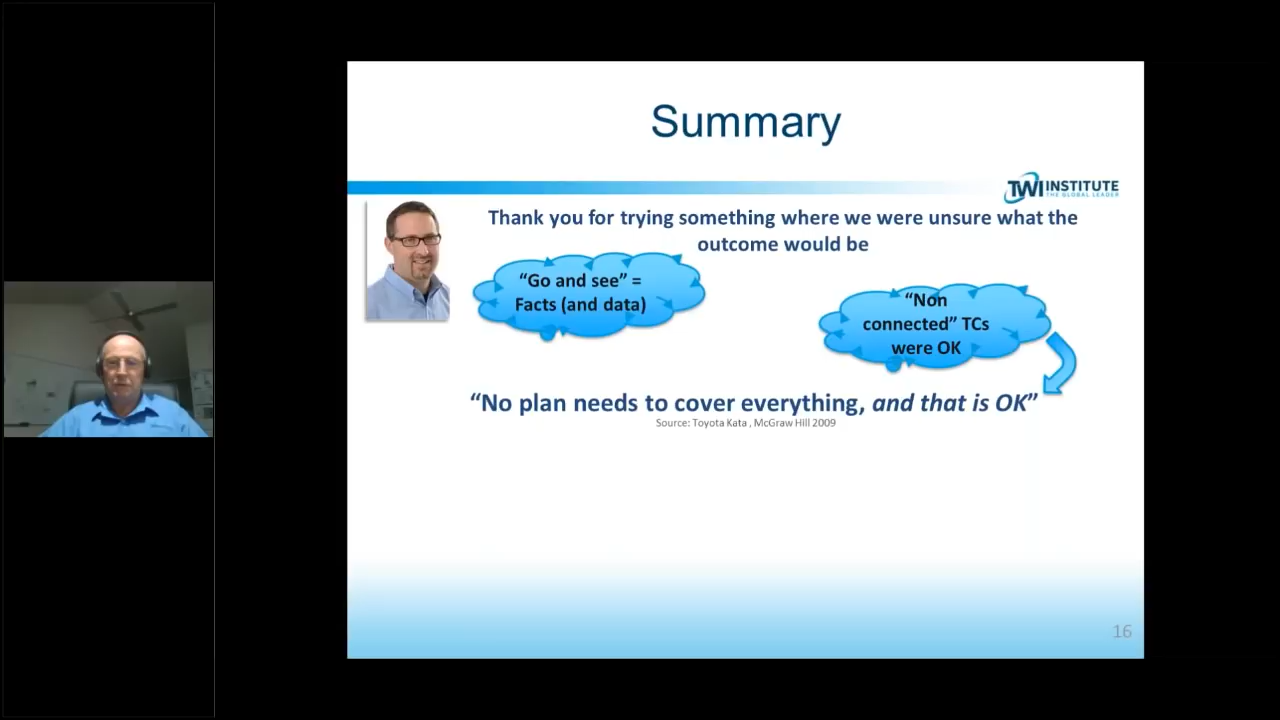 Summary
TWI INSTITUTE
THE GLOBAL LEADER
Thank you for trying something where we were unsure what the
outcome would be
“Go and see” =
Facts (and data)
“Non
connected” TCs
were OK
“No plan needs to cover everything, and that is OK”
Source: Toyota Kata , McGraw Hill 2009
16